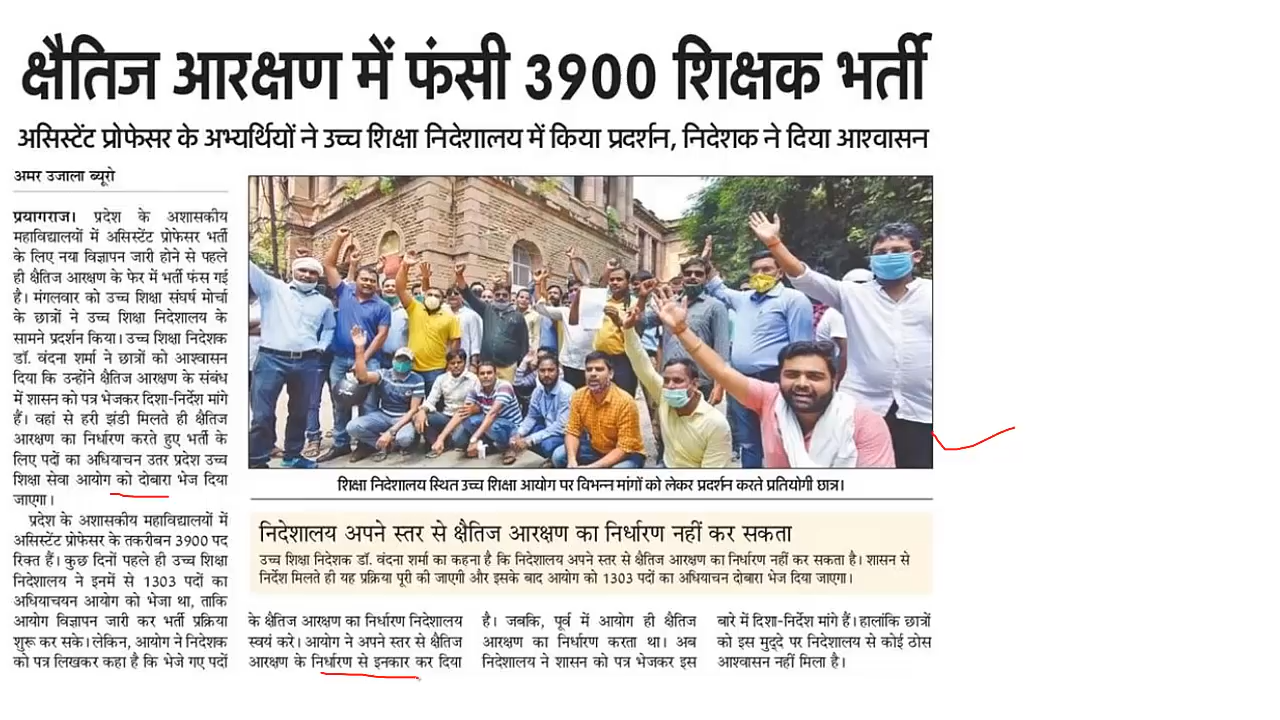 क्षैतिज आरक्षण में फंसी 3900 शिक्षक भर्ती
असिस्टेंट प्रोफेसर के अभ्यर्थियों ने उच्च शिक्षा निदेशालय में किया प्रदर्शन, निदेशक ने दिया आश्वासन
अमर उजाला ब्यूरो
प्रयागराज। प्रदेश के अशासकीय
महाविद्यालयों में असिस्टेंट प्रोफेसर भर्ती
के लिए नया विज्ञापन जारी होने से पहले
ही क्षैतिज आरक्षण के फेर में भर्ती फंस गई
है। मंगलवार को उच्च शिक्षा संघर्ष मोर्चा
के छात्रों ने उच्च शिक्षा निदेशालय के
सामने प्रदर्शन किया। उच्च शिक्षा निदेशक
डॉ. वंदना शर्मा ने छात्रों को आश्वासन
दिया कि उन्होंने क्षैतिज आरक्षण के संबंध
में शासन को पत्र भेजकर दिशा-निर्देश मांगे
हैं। वहां से हरी झंडी मिलते ही क्षैतिज
आरक्षण का निर्धारण करते हुए भर्ती के
लिए पदों का अधियाचन उतर प्रदेश उच्च
शिक्षा सेवा आयोग को दोबारा भेज दिया
जाएगा।
प्रदेश के अशासकीय महाविद्यालयों में
असिस्टेंट प्रोफेसर के तकरीबन 3900 पद
रिक्त हैं। कुछ दिनों पहले ही उच्च शिक्षा
निदेशालय ने इनमें से 1303 पदों का
अधियाचयन आयोग को भेजा था, ताकि
आयोग विज्ञापन जारी कर भर्ती प्रक्रिया
शुरू कर सके। लेकिन, आयोग ने निदेशक
को पत्र लिखकर कहा है कि भेजे गए पदों
शिक्षा निदेशालय स्थित उच्च शिक्षा आयोग पर विभन्न मांगों को लेकर प्रदर्शन करते प्रतियोगी छात्र।
निदेशालय अपने स्तर से क्षैतिज आरक्षण का निर्धारण नहीं कर सकता
उच्च शिक्षा निदेशक डॉ. वंदना शर्मा का कहना है कि निदेशालय अपने स्तर से क्षैतिज आरक्षण का निर्धारण नहीं कर सकता है। शासन से
निर्देश मिलते ही यह प्रक्रिया पूरी की जाएगी और इसके बाद आयोग को 1303 पदों का अधियाचन दोबारा भेज दिया जाएगा।
के क्षैतिज आरक्षण का निर्धारण निदेशालय
स्वयं करे। आयोग ने अपने स्तर से क्षैतिज
आरक्षण के निर्धारण से इनकार कर दिया
है। जबकि, पूर्व में आयोग ही क्षैतिज
आरक्षण का निर्धारण करता था। अब
निदेशालय ने शासन को पत्र भेजकर इस
बारे में दिशा-निर्देश मांगे हैं। हालांकि छात्रों
को इस मुद्दे पर निदेशालय से कोई ठोस
आश्वासन नहीं मिला है।